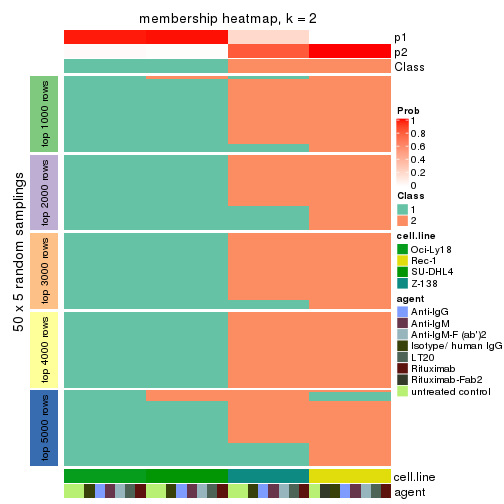 membership heatmap, k = 2
p1
p2
Class
50 x 5 random samplings
top 1000 rows
top 2000 rows
top 3000 rows
top 4000 rows
top 5000 rows
cell.line
agent
Prob
1
0.8
0.6
0.4
0.2
0
Class
1
2
cell.line
Oci-Ly18
Rec-1
SU-DHL4
Z-138
agent
Anti-IgG
Anti-IgM
Anti-IgM-F (ab')2
Isotype/ human IgG
LT20
Rituximab
Rituximab-Fab2
untreated control